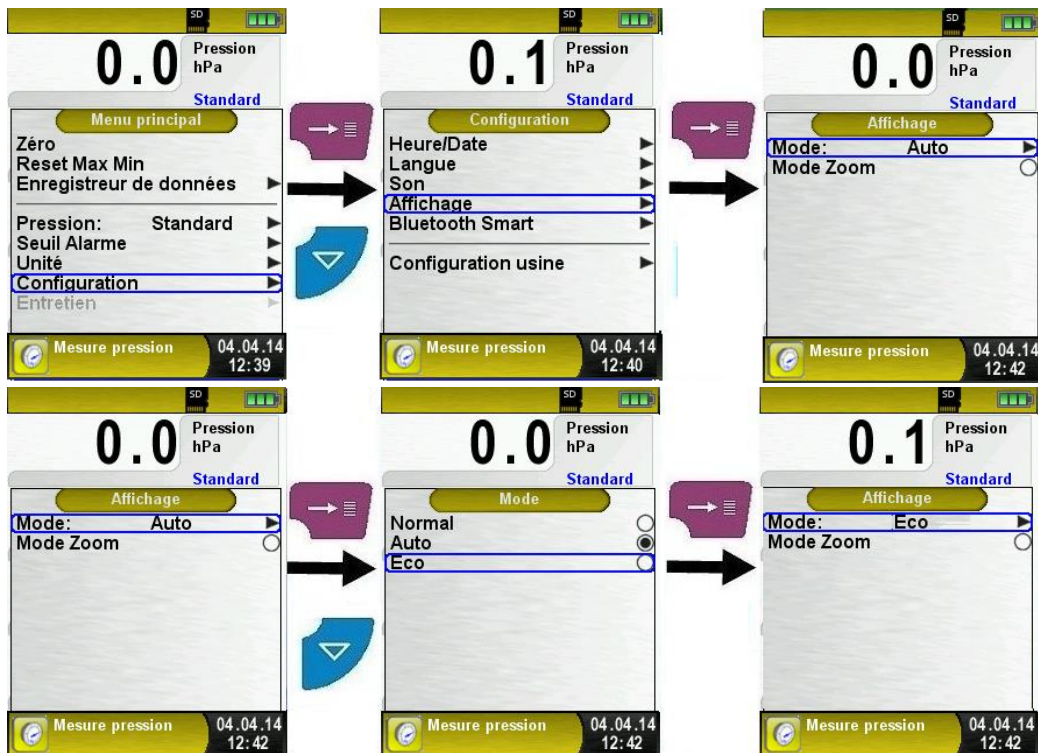 SD
0.0 Pression
hPa
Standard
Menu principal
Zéro
Reset Max Min
Enregistreur de données
Pression: Standard
Seuil Alarme
Unité
Configuration
Entretien
Mesure pression 04.04.14
12:39
SD
0.1 Pression
hPa
Standard
Configuration
Heure/Date
Langue
Son
Affichage
Bluetooth Smart
Configuration usine
Mesure pression 04.04.14
12:40
SD
0.0 Pression
hPa
Standard
Affichage
Mode: Auto
Mode Zoom
Mesure pression 04.04.14
12:42
SD
0.0 Pression
hPa
Standard
Affichage
Mode: Auto
Mode Zoom
Mesure pression 04.04.14
12:42
SD
0.0 Pression
hPa
Standard
Mode
Normal
Auto
Eco
Mesure pression 04.04.14
12:42
SD
0.1 Pression
hPa
Standard
Affichage
Mode: Eco
Mode Zoom
Mesure pression 04.04.14
12:42